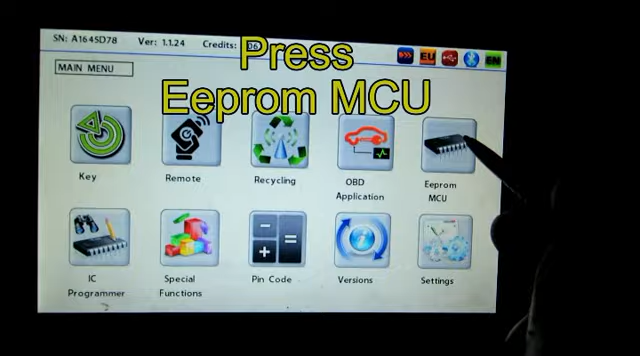 SN: A164SD78 Ver: 1.1.24 Credits: 06
Press
Eeprom MCU
EU
EN
MAIN MENU
Key
Remote
Recycling
OBD
Application
Eeprom
MCU
IC
Programmer
Special
Functions
Pin Code
Versions
Settings